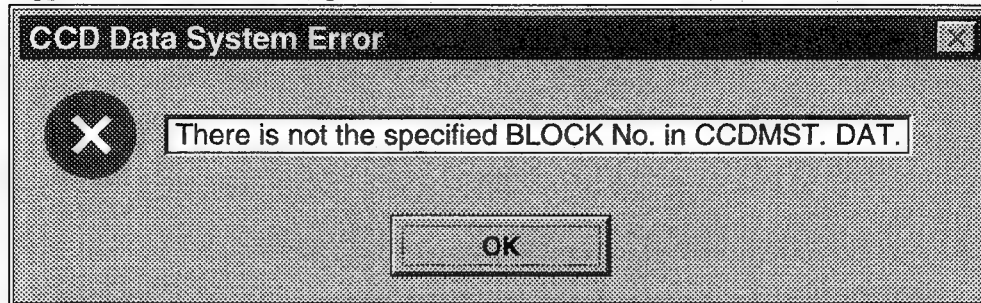 CCD Data System Error
There is not the specified BLOCK No. in CCDMST. DAT.
OK